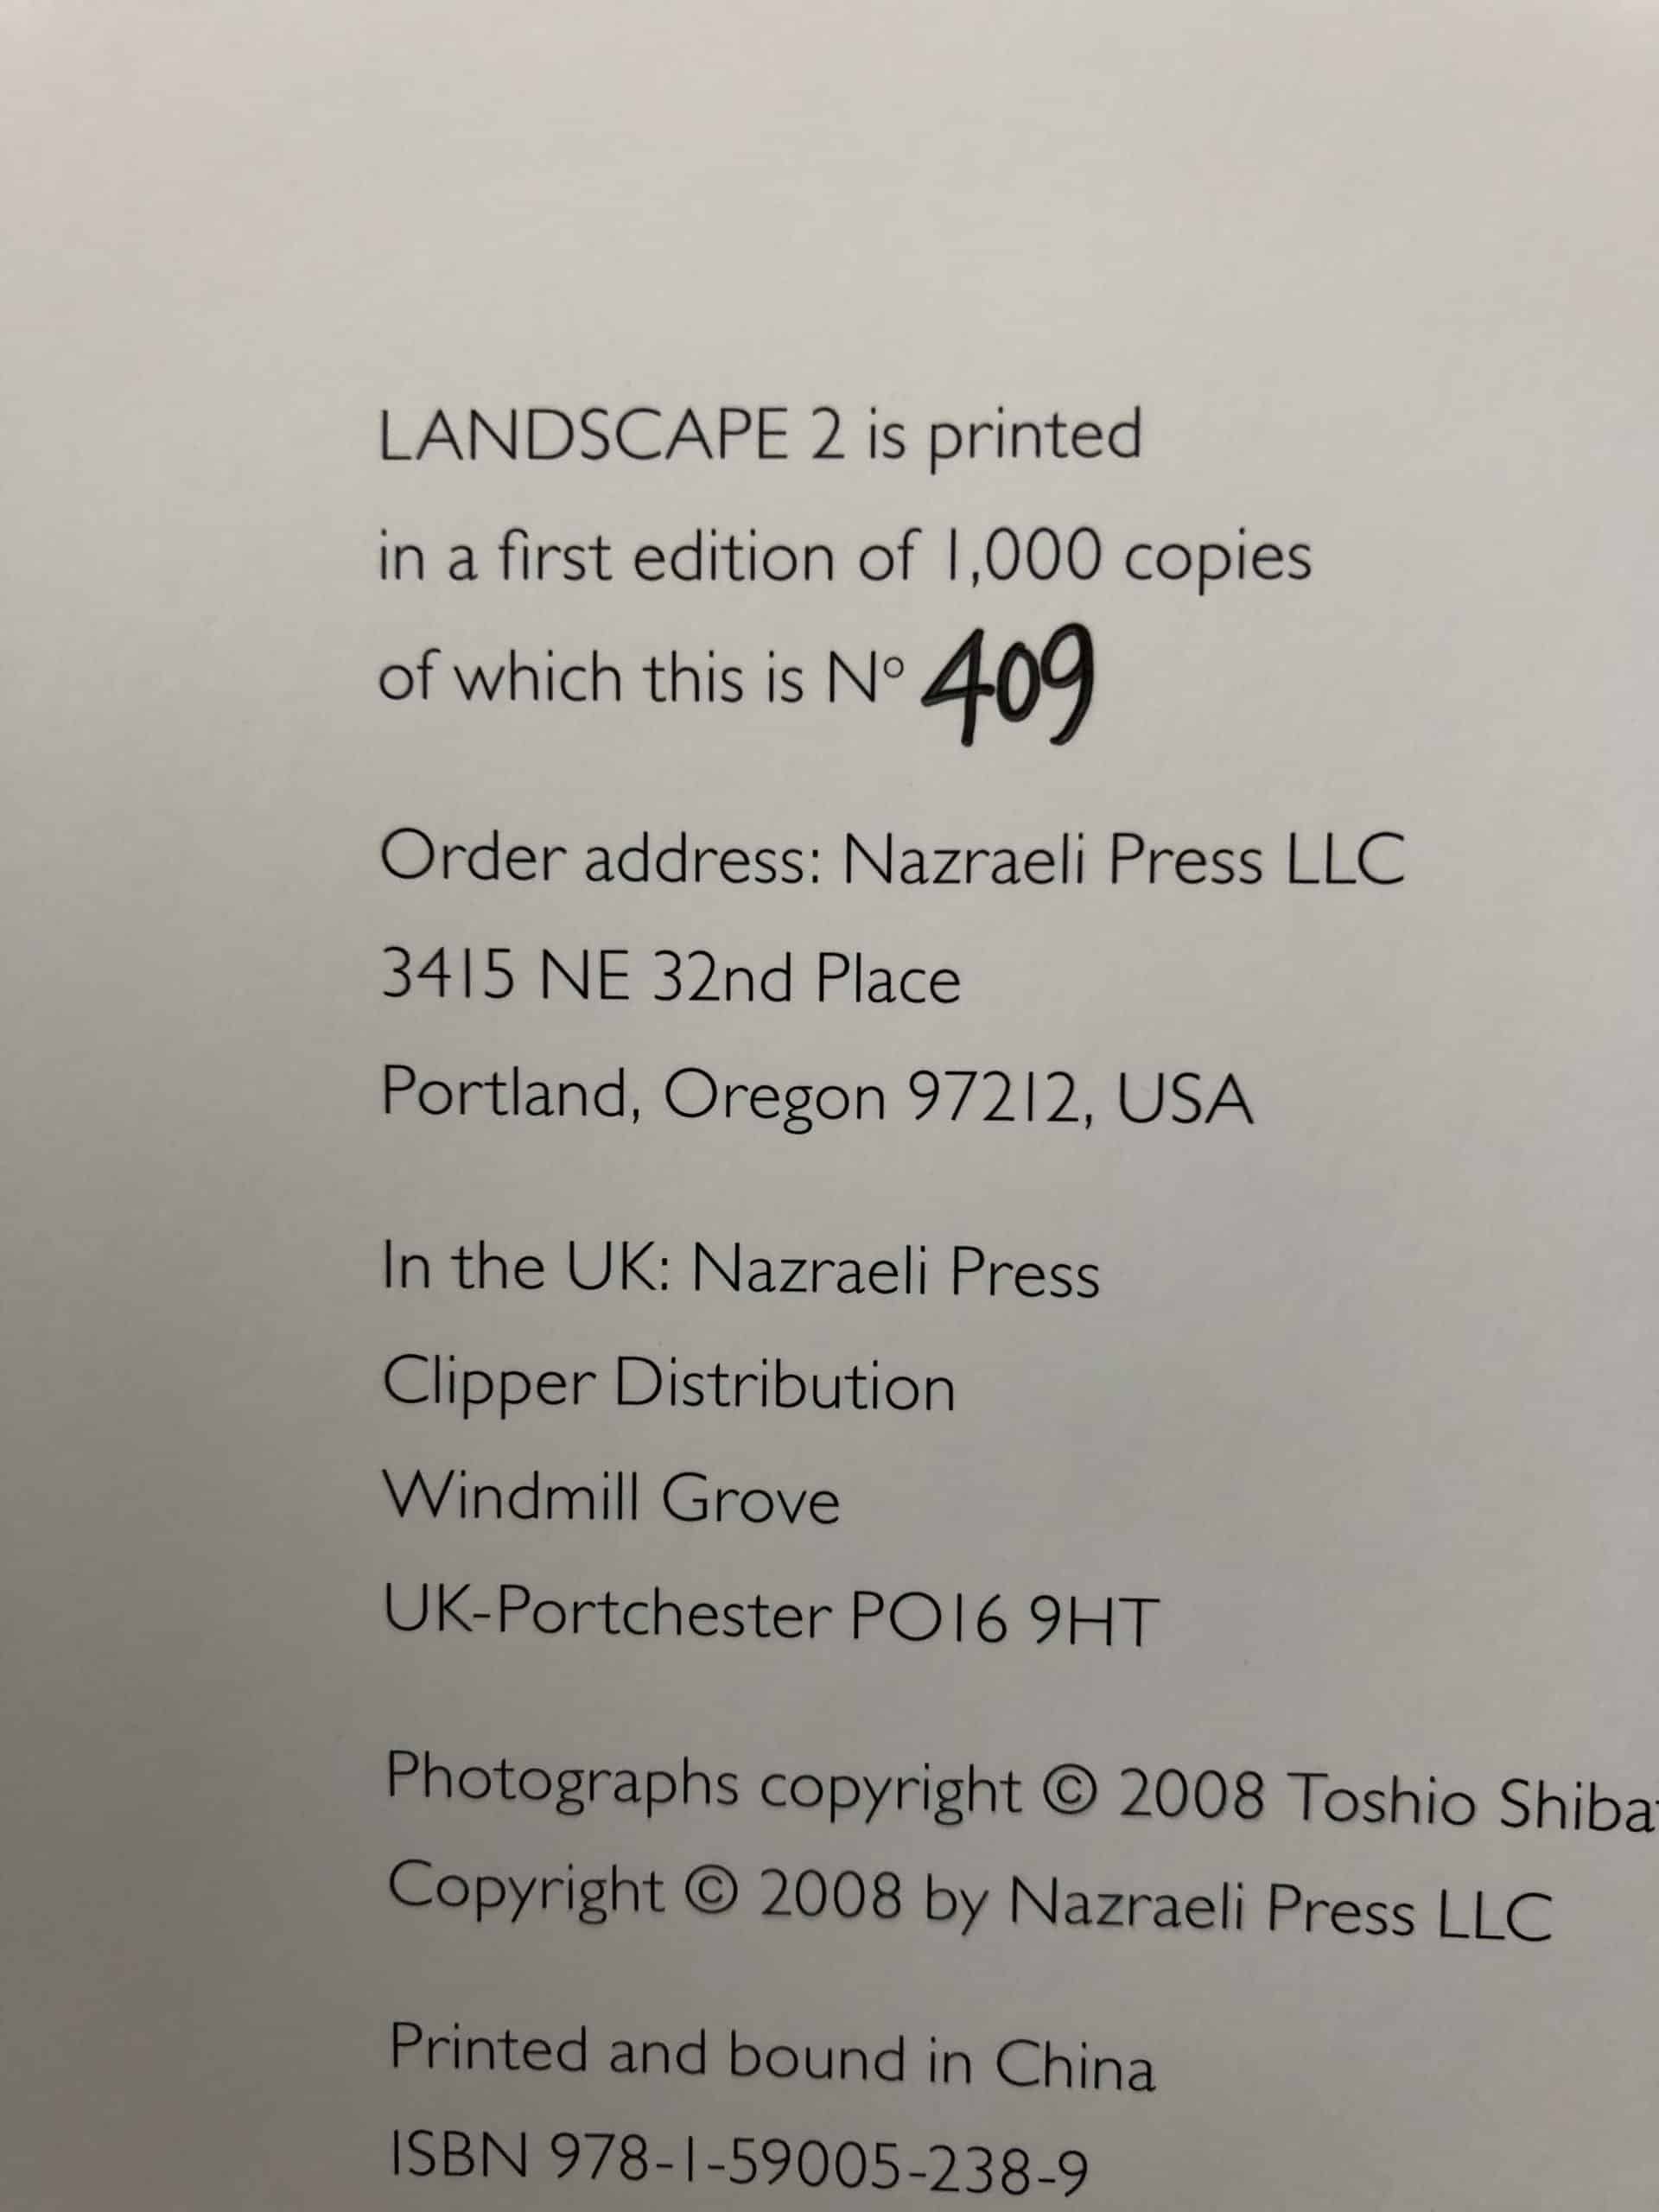 LANDSCAPE 2 is printed
in a first edition of 1,000 copies
of which this is Nº 409
Order address: Nazraeli Press LLC
3415 NE 32nd Place
Portland, Oregon 97212, USA
In the UK: Nazraeli Press
Clipper Distribution
Windmill Grove
UK-Portchester PO16 9HT
Photographs copyright © 2008 Toshio
Copyright © 2008 by Nazraeli Press LLC
Printed and bound in China
ISBN 978-1-59005-238-9